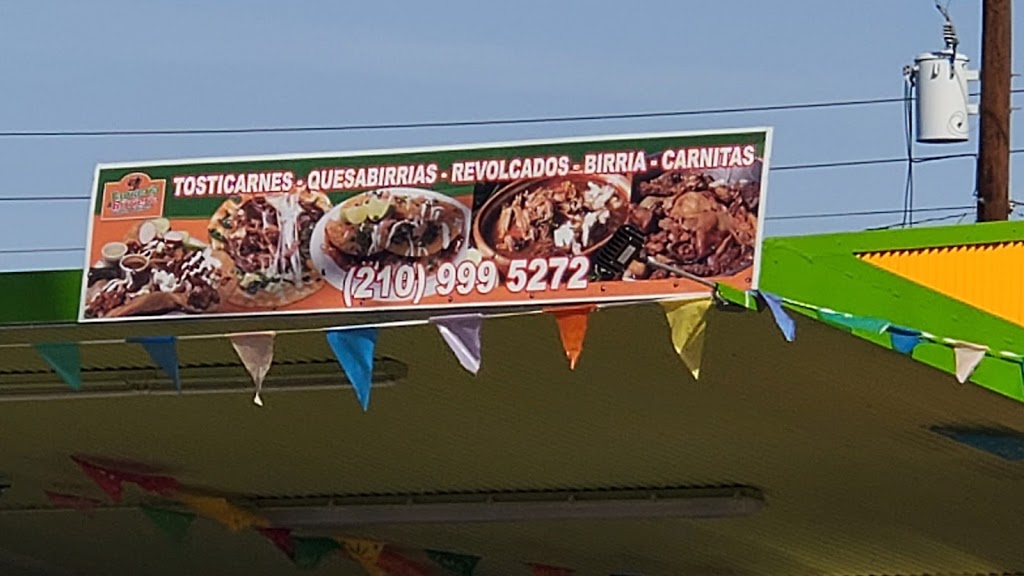 TOSTICARNES - QUESABIRRIAS - REVOLCADOS - BIRRIA - CARNITAS
(210) 999 5272